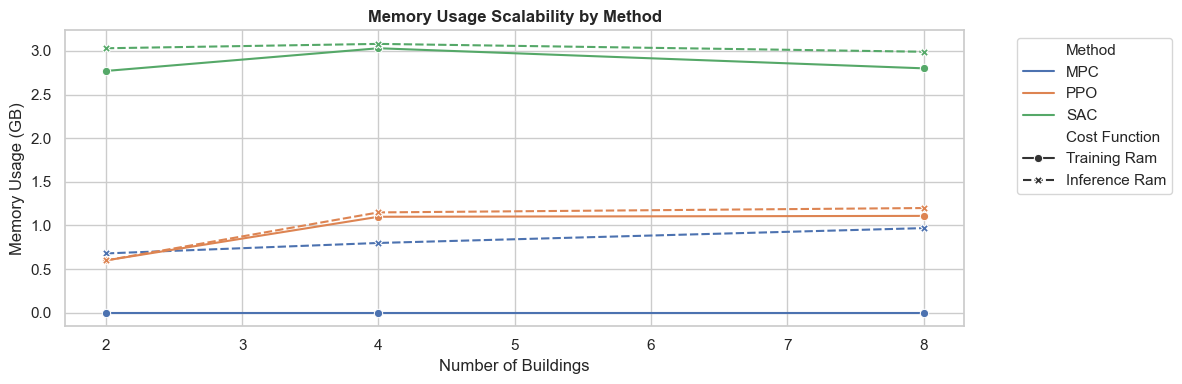 Memory Usage Scalability by Method
Memory Usage (GB)
3.0
2.5
2.0
1.5
1.0
0.5
0.0
2
3
4
5
6
7
8
Number of Buildings
Method
MPC
PPO
SAC
Cost Function
Training Ram
Inference Ram